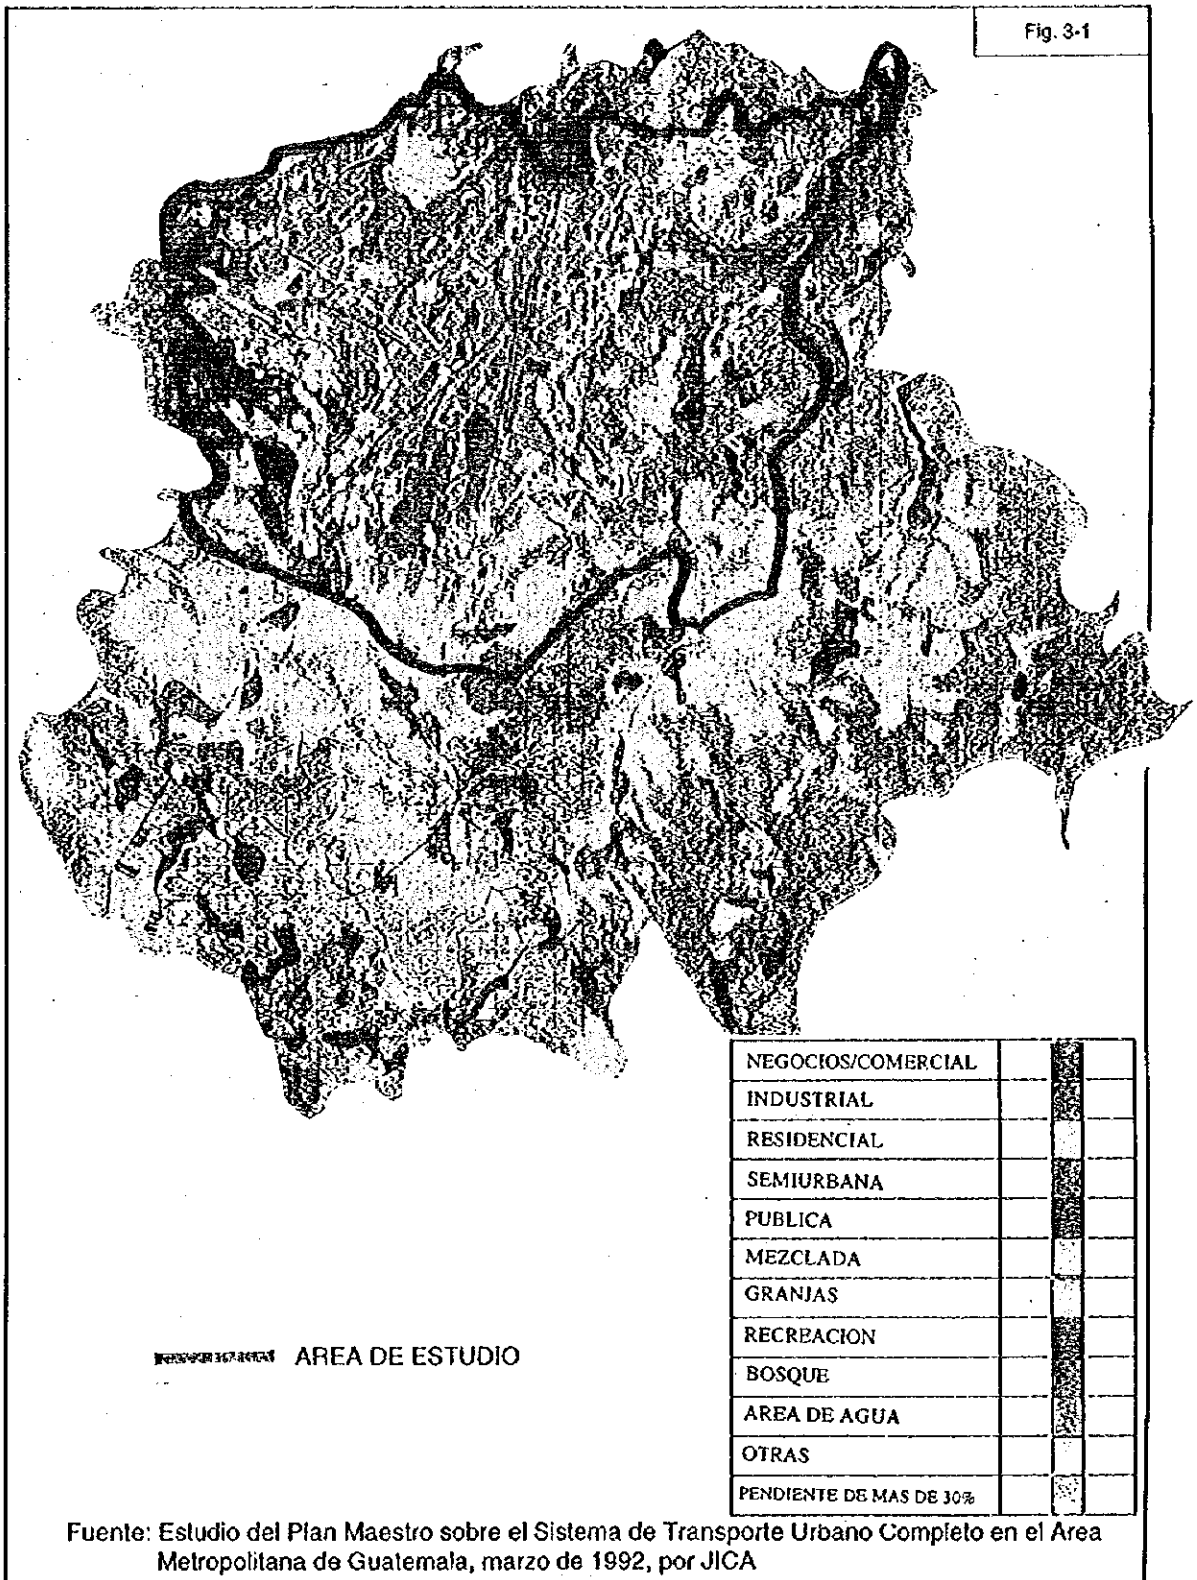 Fig. 3-1
NEGOCIOS/COMERCIAL
INDUSTRIAL
RESIDENCIAL
SEMIURBANA
PUBLICA
MEZCLADA
GRANJAS
RECREACION
BOSQUE
AREA DE AGUA
OTRAS
PENDIENTE DE MAS DE 30%
AREA DE ESTUDIO
Fuente: Estudio del Plan Maestro sobre el Sistema de Transporte Urbano Completo en el Area
Metropolitana de Guatemala, marzo de 1992, por JICA